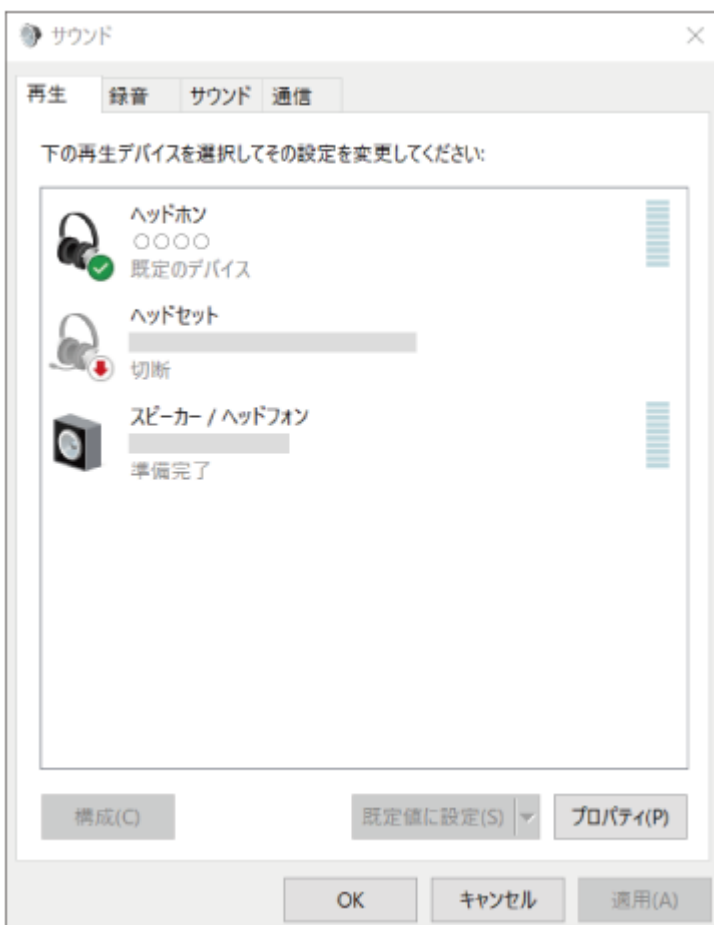 サウンド
再生 録音 サウンド 通信
下の再生デバイスを選択してその設定を変更してください:
ヘッドホン
○○○○
既定のデバイス
ヘッドセット
切断
スピーカー / ヘッドフォン
準備完了
構成(C) 既定値に設定(S) プロパティ(P)
OK キャンセル 適用(A)